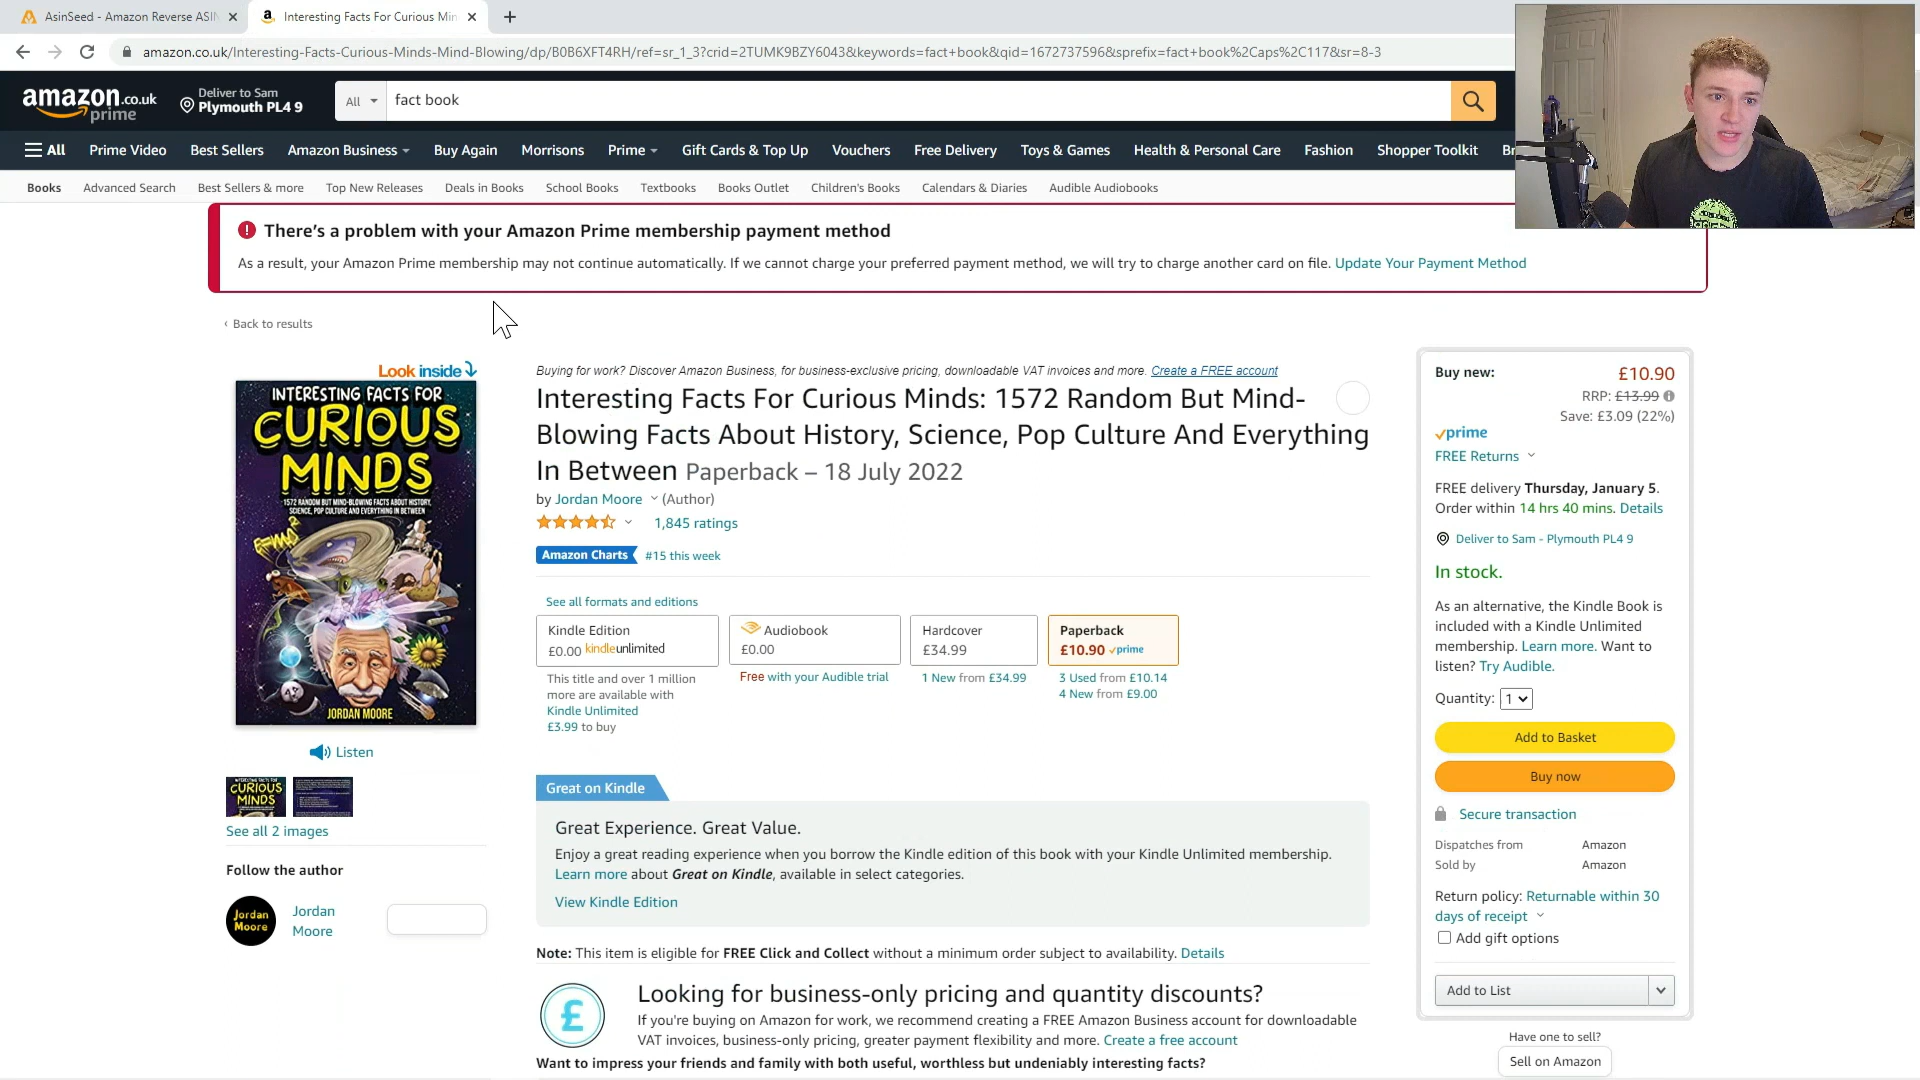 AsinSeed - Amazon Reverse ASIN
Interesting Facts For Curious Min
amazon.co.uk/Interesting-Facts-Curious-Minds-Mind-Blowing/dp/B0B6XFT4RH/ref=sr_1_3?crid=2TUMK9BZY6043&keywords=fact+book&qid=1672737596&sprefix=fact+book%2Caps%2C117&sr=8-3
amazon.co.uk
prime
Deliver to Sam
Plymouth PL4 9
All
fact book
All Prime Video Best Sellers Amazon Business Buy Again Morrisons Prime Gift Cards & Top Up Vouchers Free Delivery Toys & Games Health & Personal Care Fashion Shopper Toolkit
Books Advanced Search Best Sellers & more Top New Releases Deals in Books School Books Textbooks Books Outlet Children's Books Calendars & Diaries Audible Audiobooks
There's a problem with your Amazon Prime membership payment method
As a result, your Amazon Prime membership may not continue automatically. If we cannot charge your preferred payment method, we will try to charge another card on file. Update Your Payment Method
‹ Back to results
Look inside
INTERESTING FACTS FOR
CURIOUS
MINDS
1572 RANDOM BUT MIND-BLOWING FACTS ABOUT HISTORY,
SCIENCE, POP CULTURE AND EVERYTHING IN BETWEEN
E=MC²
JORDAN MOORE
Listen
INTERESTING FACTS FOR
CURIOUS
MINDS
See all 2 images
Follow the author
Jordan
Moore
Jordan
Moore
Buying for work? Discover Amazon Business, for business-exclusive pricing, downloadable VAT invoices and more. Create a FREE account
Interesting Facts For Curious Minds: 1572 Random But Mind-
Blowing Facts About History, Science, Pop Culture And Everything
In Between Paperback – 18 July 2022
by Jordan Moore (Author)
1,845 ratings
Amazon Charts #15 this week
See all formats and editions
Kindle Edition
£0.00 kindleunlimited
This title and over 1 million
more are available with
Kindle Unlimited
£3.99 to buy
Audiobook
£0.00
Free with your Audible trial
Hardcover
£34.99
1 New from £34.99
Paperback
£10.90 prime
3 Used from £10.14
4 New from £9.00
Great on Kindle
Great Experience. Great Value.
Enjoy a great reading experience when you borrow the Kindle edition of this book with your Kindle Unlimited membership.
Learn more about Great on Kindle, available in select categories.
View Kindle Edition
Note: This item is eligible for FREE Click and Collect without a minimum order subject to availability. Details
£
Looking for business-only pricing and quantity discounts?
If you're buying on Amazon for work, we recommend creating a FREE Amazon Business account for downloadable
VAT invoices, business-only pricing, greater payment flexibility and more. Create a free account
Want to impress your friends and family with both useful, worthless but undeniably interesting facts?
Buy new: £10.90
RRP: £13.99
Save: £3.09 (22%)
prime
FREE Returns
FREE delivery Thursday, January 5.
Order within 14 hrs 40 mins. Details
Deliver to Sam - Plymouth PL4 9
In stock.
As an alternative, the Kindle Book is
included with a Kindle Unlimited
membership. Learn more. Want to
listen? Try Audible.
Quantity: 1
Add to Basket
Buy now
Secure transaction
Dispatches from Amazon
Sold by Amazon
Return policy: Returnable within 30
days of receipt
Add gift options
Add to List
Have one to sell?
Sell on Amazon